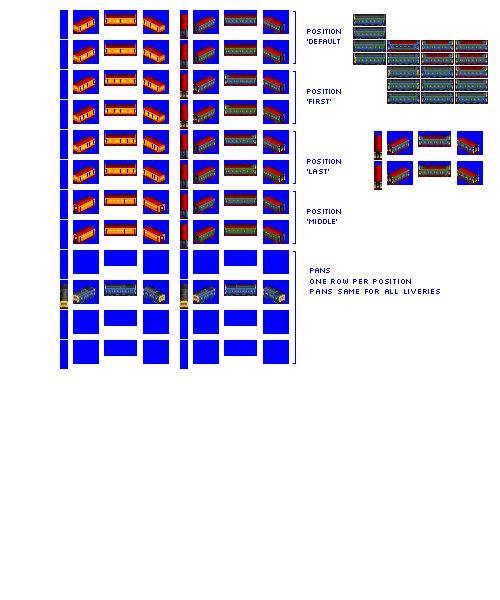 POSITION
'DEFAULT
POSITION
'FIRST'
POSITION
'LAST'
POSITION
'MIDDLE'
PANS
ONE ROW PER POSITION
PANS SAME FOR ALL LIVERIES